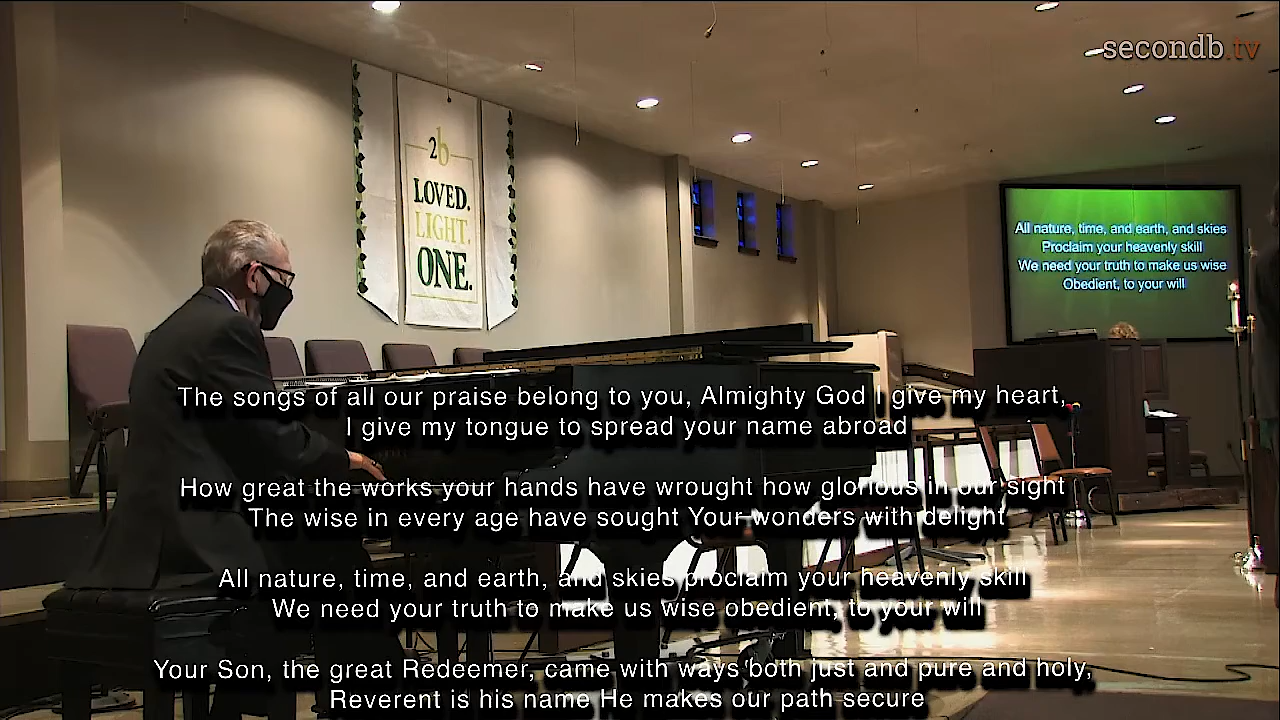 secondb.tv
2b
LOVED.
LIGHT.
ONE.
All nature, time, and earth, and skies
Proclaim your heavenly skill
We need your truth to make us wise
Obedient, to your will
The songs of all our praise belong to you, Almighty God I give my heart,
I give my tongue to spread your name abroad
How great the works your hands have wrought how glorious in our sight
The wise in every age have sought Your wonders with delight
All nature, time, and earth, and skies proclaim your heavenly skill
We need your truth to make us wise obedient, to your will
Your Son, the great Redeemer, came with ways both just and pure and holy,
Reverent is his name He makes our path secure